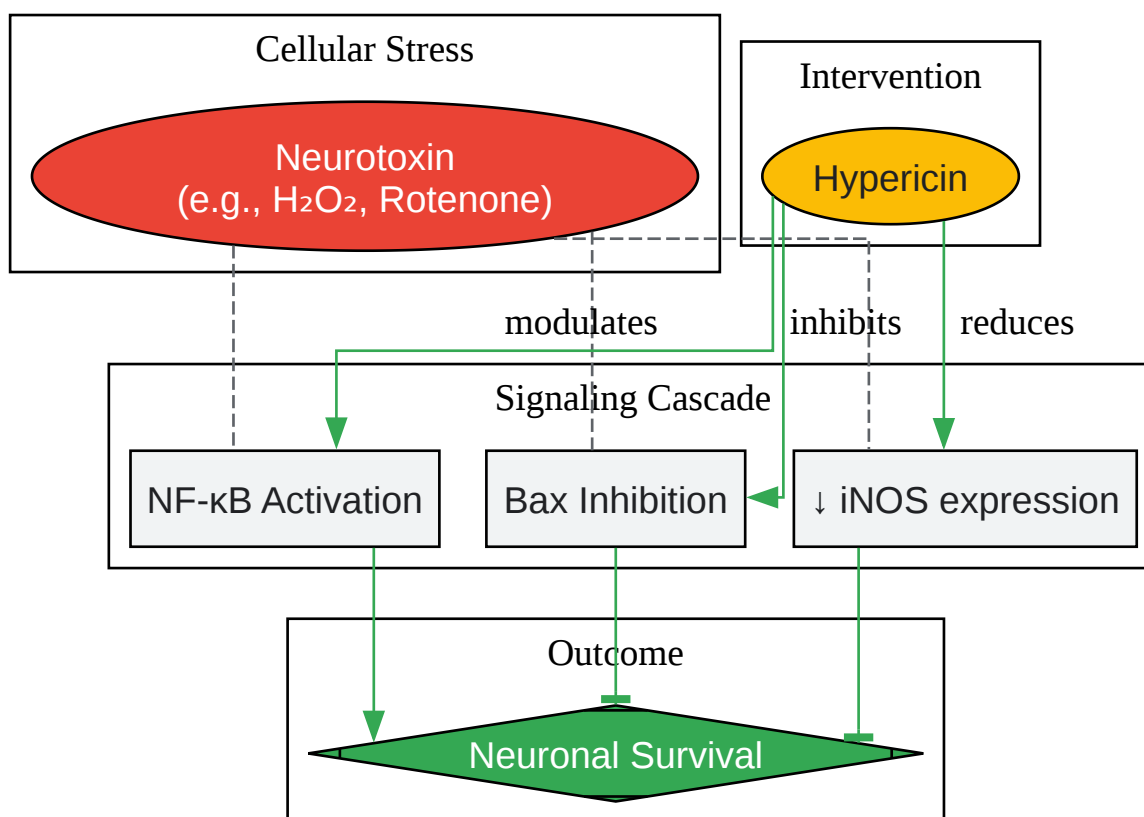 Cellular Stress
Intervention
Neurotoxin
(e.g., H₂O₂, Rotenone)
Hypericin
modulates
inhibits
reduces
Signaling Cascade
NF-κB Activation
Bax Inhibition
↓ iNOS expression
Outcome
Neuronal Survival